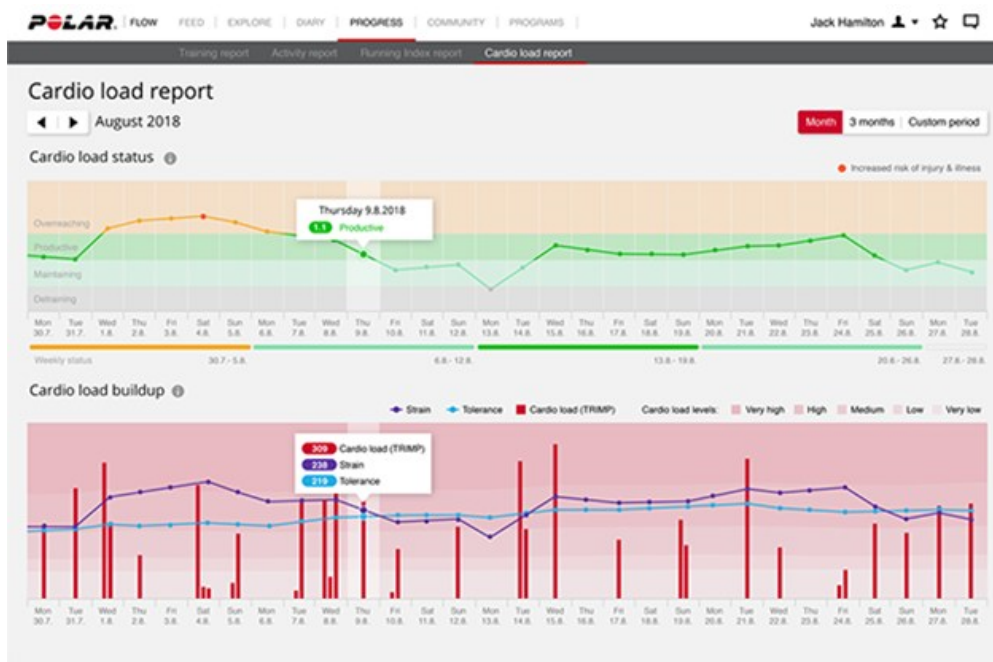 POLAR. FLOW FEED EXPLORE DIARY PROGRESS COMMUNITY PROGRAMS Jack Hamilton
Training report Activity report Running Index report Cardio load report
Cardio load report
August 2018
Month 3 months Custom period
Cardio load status
Increased risk of injury & illness
Thursday 9.8.2018
1.1 Productive
Overreaching
Productive
Maintaining
Detraining
Mon Tue Wed Thu Fri Sat Sun Mon Tue Wed Thu Fri Sat Sun Mon Tue Wed Thu Fri Sat Sun Mon Tue Wed Thu Fri Sat Sun Mon Tue
30.7. 31.7. 1.8. 2.8. 3.8. 4.8. 5.8. 6.8. 7.8. 8.8. 9.8. 10.8. 11.8. 12.8. 13.8. 14.8. 15.8. 16.8. 17.8. 18.8. 19.8. 20.8. 21.8. 22.8. 23.8. 24.8. 25.8. 26.8. 27.8. 28.8.
Weekly status 30.7.- 5.8. 6.8.- 12.8. 13.8.- 19.8. 20.8.- 26.8. 27.8.- 28.8.
Cardio load buildup
Strain Tolerance Cardio load (TRIMP) Cardio load levels: Very high High Medium Low Very low
309 Cardio load (TRIMP)
238 Strain
219 Tolerance
Mon Tue Wed Thu Fri Sat Sun Mon Tue Wed Thu Fri Sat Sun Mon Tue Wed Thu Fri Sat Sun Mon Tue Wed Thu Fri Sat Sun Mon Tue
30.7. 31.7. 1.8. 2.8. 3.8. 4.8. 5.8. 6.8. 7.8. 8.8. 9.8. 10.8. 11.8. 12.8. 13.8. 14.8. 15.8. 16.8. 17.8. 18.8. 19.8. 20.8. 21.8. 22.8. 23.8. 24.8. 25.8. 26.8. 27.8. 28.8.